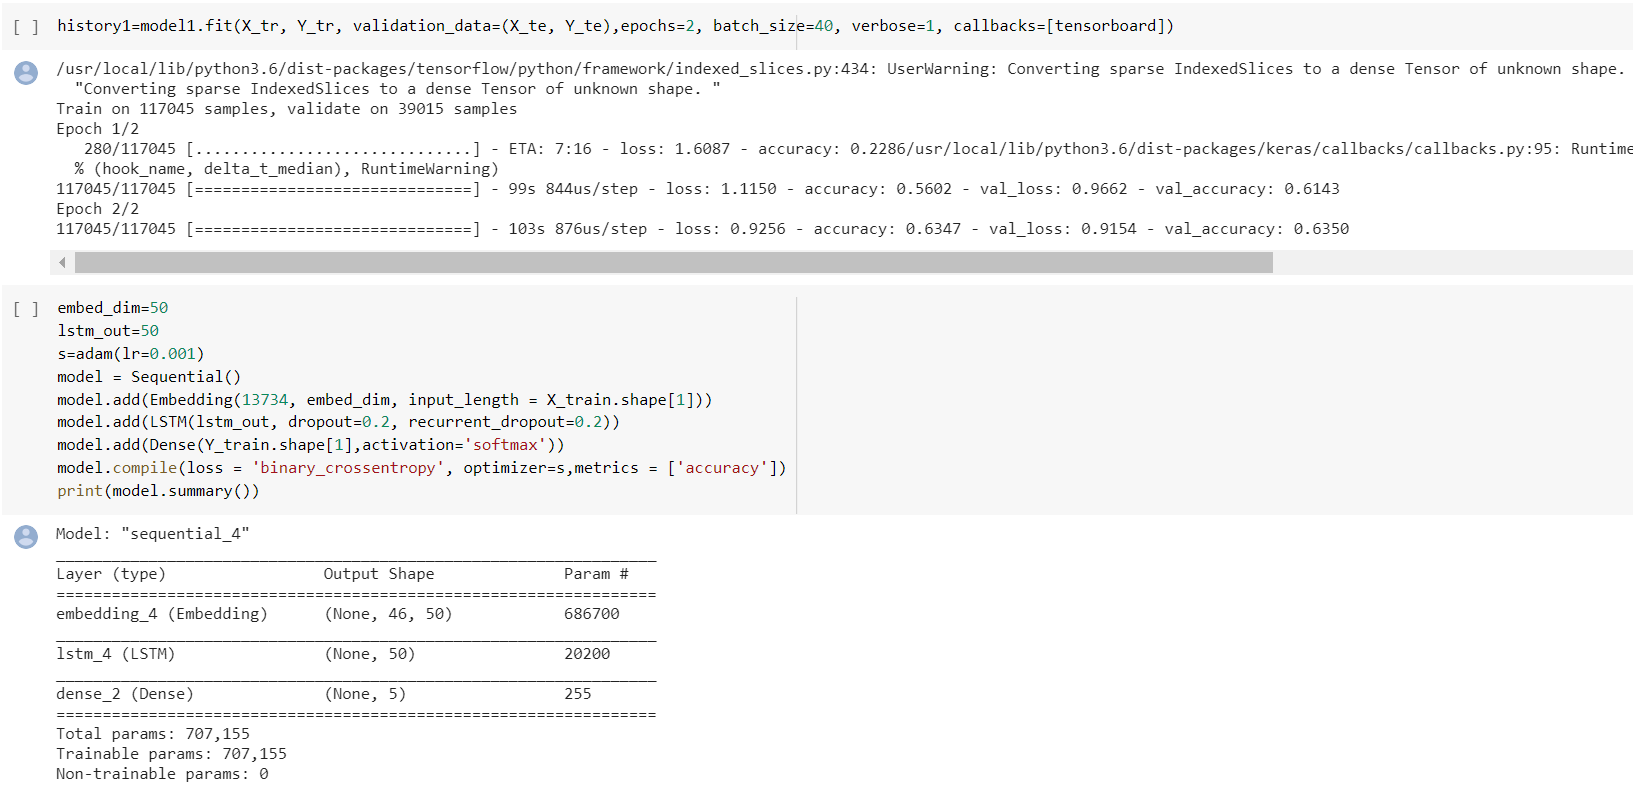 [ ] history1=model1.fit(X_tr, Y_tr, validation_data=(X_te, Y_te),epochs=2, batch_size=40, verbose=1, callbacks=[tensorboard])
/usr/local/lib/python3.6/dist-packages/tensorflow/python/framework/indexed_slices.py:434: UserWarning: Converting sparse IndexedSlices to a dense Tensor of unknown shape.
  "Converting sparse IndexedSlices to a dense Tensor of unknown shape. "
Train on 117045 samples, validate on 39015 samples
Epoch 1/2
   280/117045 [..............................] - ETA: 7:16 - loss: 1.6087 - accuracy: 0.2286/usr/local/lib/python3.6/dist-packages/keras/callbacks/callbacks.py:95: Runtime
  % (hook_name, delta_t_median), RuntimeWarning)
117045/117045 [==============================] - 99s 844us/step - loss: 1.1150 - accuracy: 0.5602 - val_loss: 0.9662 - val_accuracy: 0.6143
Epoch 2/2
117045/117045 [==============================] - 103s 876us/step - loss: 0.9256 - accuracy: 0.6347 - val_loss: 0.9154 - val_accuracy: 0.6350
[ ] embed_dim=50
lstm_out=50
s=adam(lr=0.001)
model = Sequential()
model.add(Embedding(13734, embed_dim, input_length = X_train.shape[1]))
model.add(LSTM(lstm_out, dropout=0.2, recurrent_dropout=0.2))
model.add(Dense(Y_train.shape[1],activation='softmax'))
model.compile(loss = 'binary_crossentropy', optimizer=s,metrics = ['accuracy'])
print(model.summary())
Model: "sequential_4"
_________________________________________________________________
Layer (type)                 Output Shape              Param #
=================================================================
embedding_4 (Embedding)      (None, 46, 50)            686700
_________________________________________________________________
lstm_4 (LSTM)                (None, 50)                20200
_________________________________________________________________
dense_2 (Dense)              (None, 5)                 255
=================================================================
Total params: 707,155
Trainable params: 707,155
Non-trainable params: 0